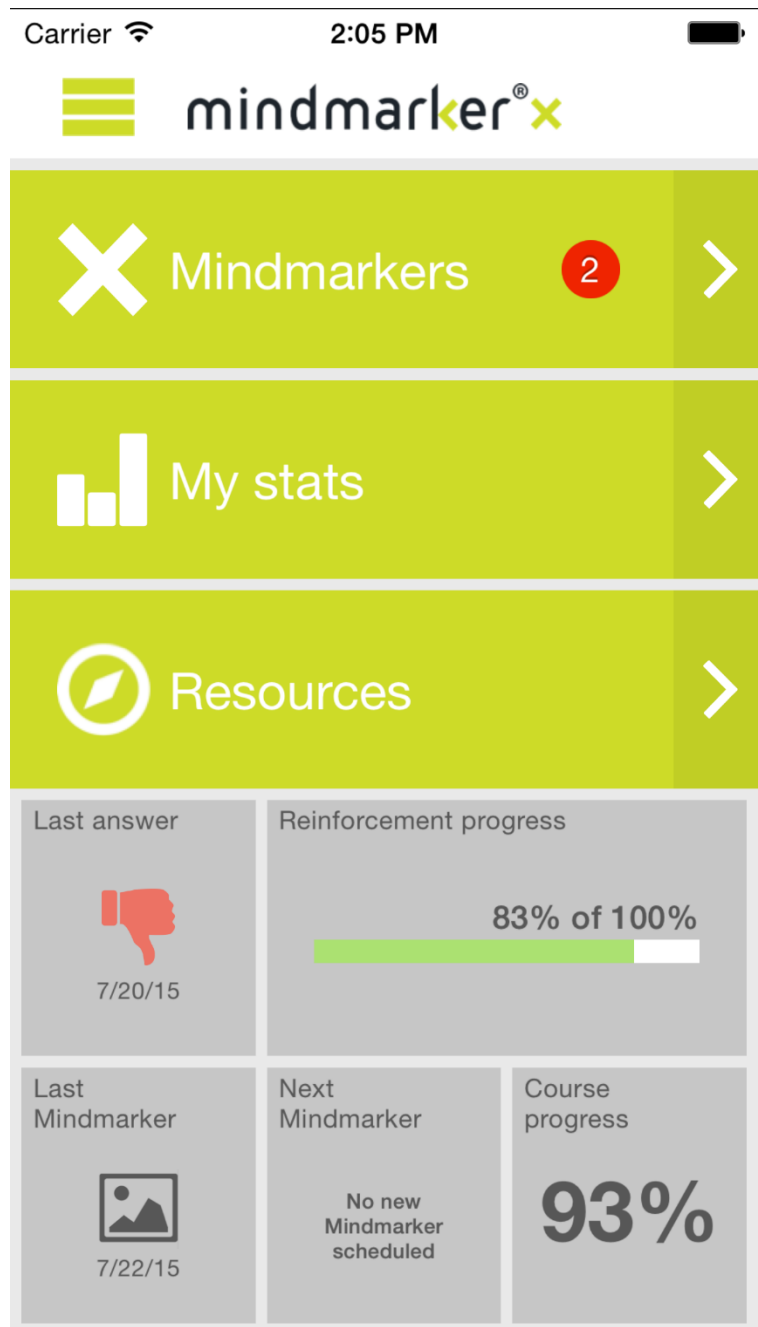 Carrier 2:05 PM
mindmarker®x
Mindmarkers 2
My stats
Resources
Last answer
7/20/15
Reinforcement progress
83% of 100%
Last
Mindmarker
7/22/15
Next
Mindmarker
No new
Mindmarker
scheduled
Course
progress
93%